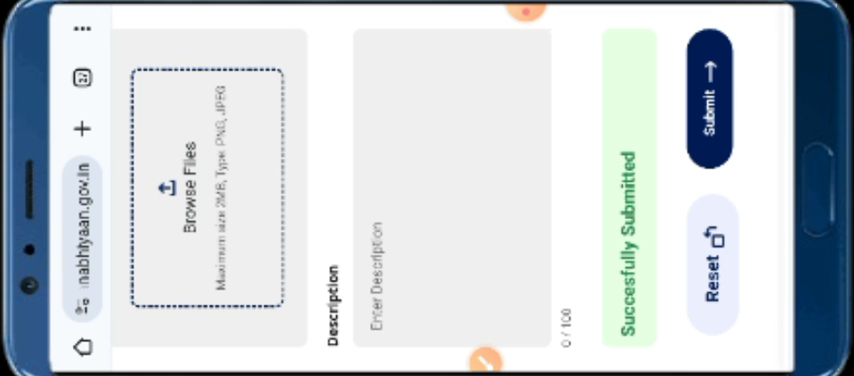 nabhiyaan.gov.in
27
Browse Files
Maximum size 2MB, Type: PNG, JPEG
Description
Enter Description
0 / 100
Succesfully Submitted
Reset
Submit